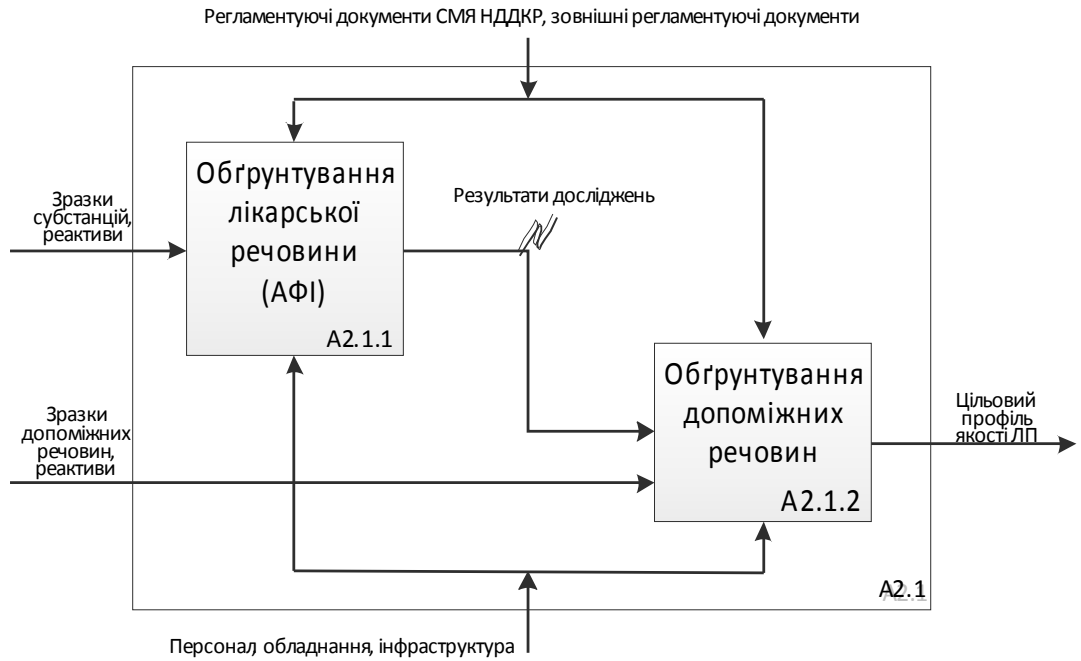 Регламентуючі документи СМЯ НДДКР, зовнішні регламентуючі документи
Обґрунтування
лікарської
речовини
(АФІ)
А2.1.1
Результати досліджень
Зразки
субстанцій,
реактиви
Обґрунтування
допоміжних
речовин
А2.1.2
Зразки
допоміжних
речовин,
реактиви
Цільовий
профіль
якості ЛП
А2.1
Персонал, обладнання, інфраструктура